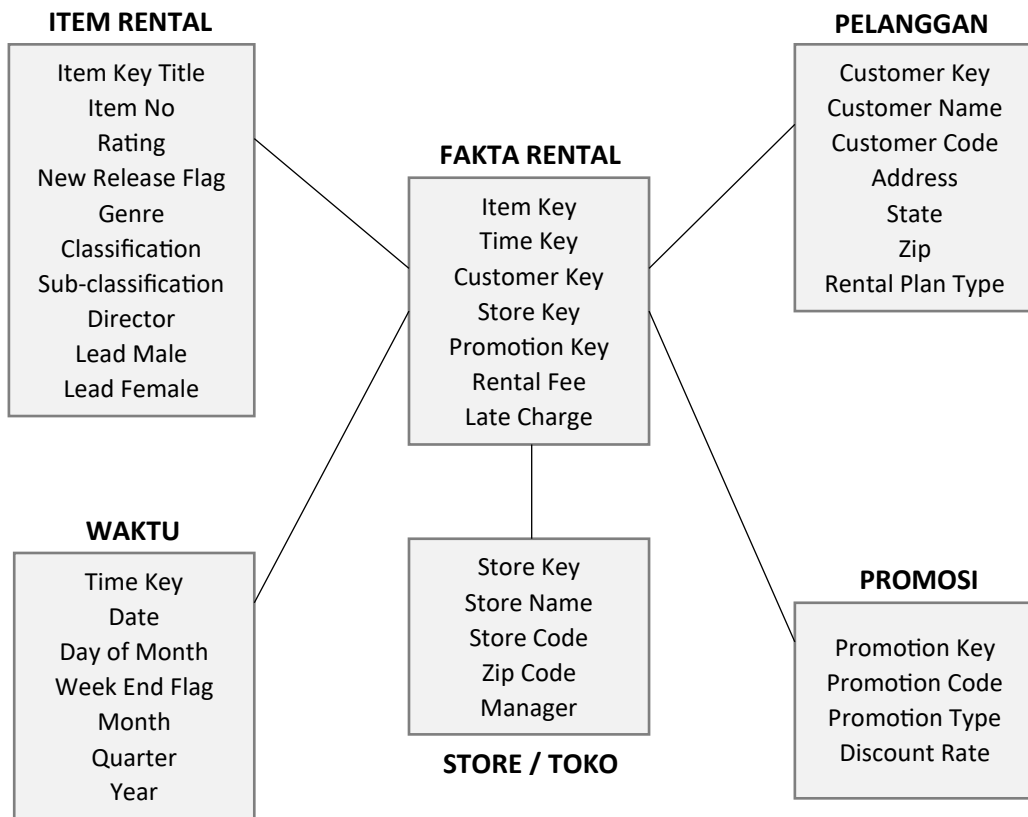 ITEM RENTAL
Item Key Title
Item No
Rating
New Release Flag
Genre
Classification
Sub-classification
Director
Lead Male
Lead Female
FAKTA RENTAL
Item Key
Time Key
Customer Key
Store Key
Promotion Key
Rental Fee
Late Charge
PELANGGAN
Customer Key
Customer Name
Customer Code
Address
State
Zip
Rental Plan Type
WAKTU
Time Key
Date
Day of Month
Week End Flag
Month
Quarter
Year
Store Key
Store Name
Store Code
Zip Code
Manager
STORE / TOKO
PROMOSI
Promotion Key
Promotion Code
Promotion Type
Discount Rate